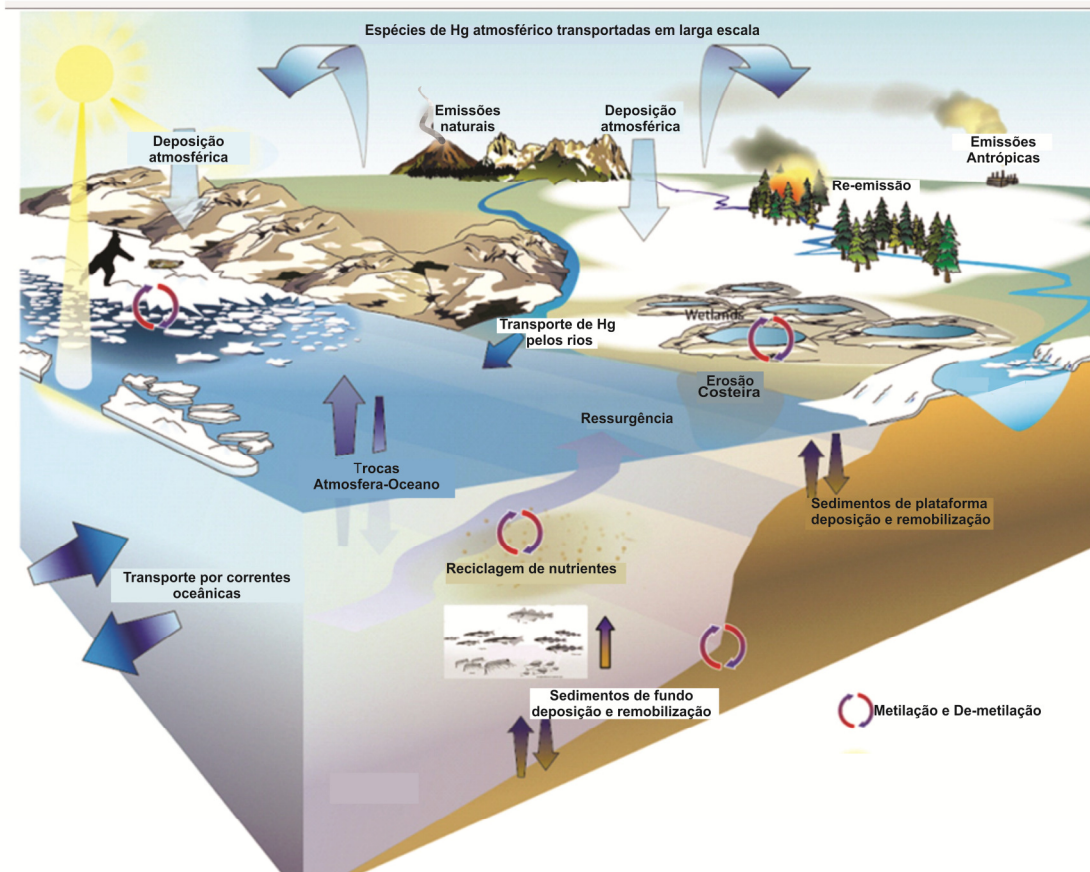 Espécies de Hg atmosférico transportadas em larga escala
Emissões
naturais
Deposição
atmosférica
Deposição
atmosférica
Emissões
Antrópicas
Re-emissão
Transporte de Hg
pelos rios
Wetlands
Erosão
Costeira
Ressurgência
Trocas
Atmosfera-Oceano
Sedimentos de plataforma
deposição e remobilização
Reciclagem de nutrientes
Transporte por correntes
oceânicas
Sedimentos de fundo
deposição e remobilização
Metilação e De-metilação